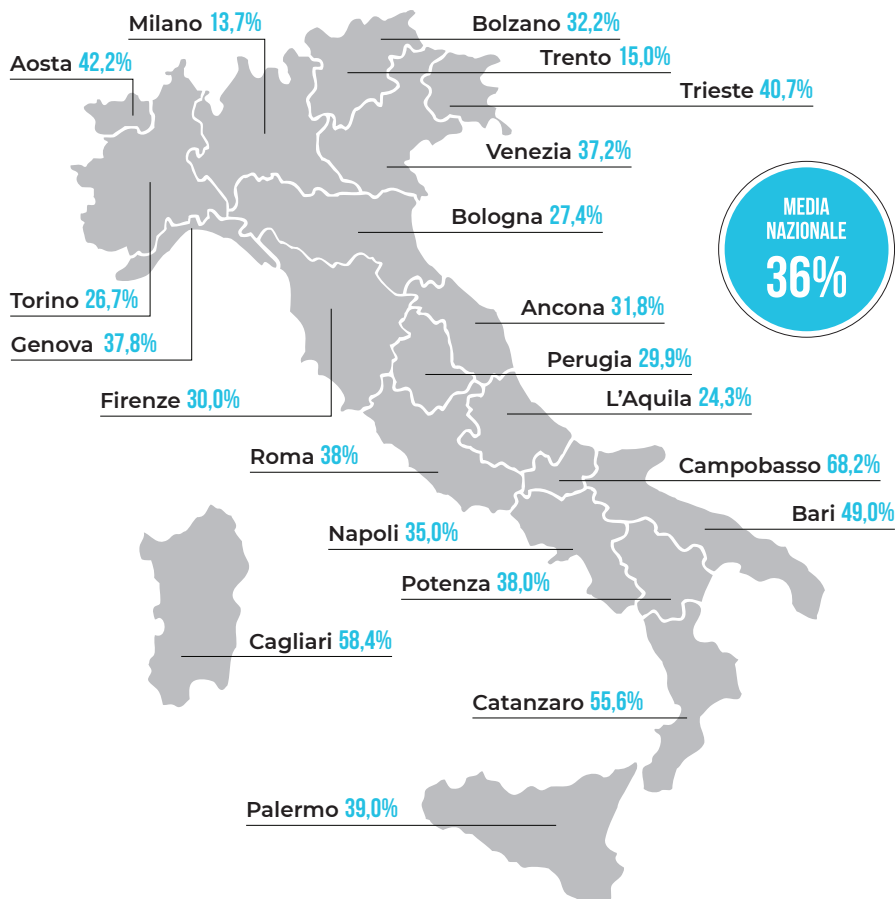 Milano 13,7%
Bolzano 32,2%
Trento 15,0%
Aosta 42,2%
Trieste 40,7%
Venezia 37,2%
MEDIA
NAZIONALE
36%
Bologna 27,4%
Torino 26,7%
Ancona 31,8%
Genova 37,8%
Perugia 29,9%
Firenze 30,0%
L'Aquila 24,3%
Roma 38%
Campobasso 68,2%
Bari 49,0%
Napoli 35,0%
Potenza 38,0%
Cagliari 58,4%
Catanzaro 55,6%
Palermo 39,0%